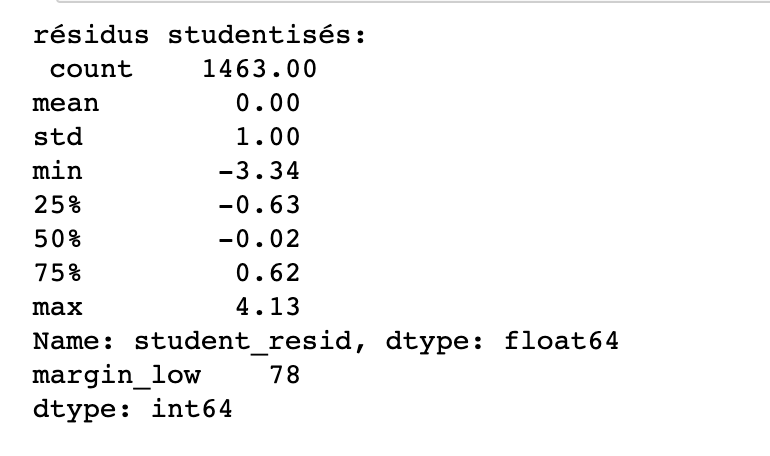 résidus studentisés:
count 1463.00
mean 0.00
std 1.00
min -3.34
25% -0.63
50% -0.02
75% 0.62
max 4.13
Name: student_resid, dtype: float64
margin_low 78
dtype: int64